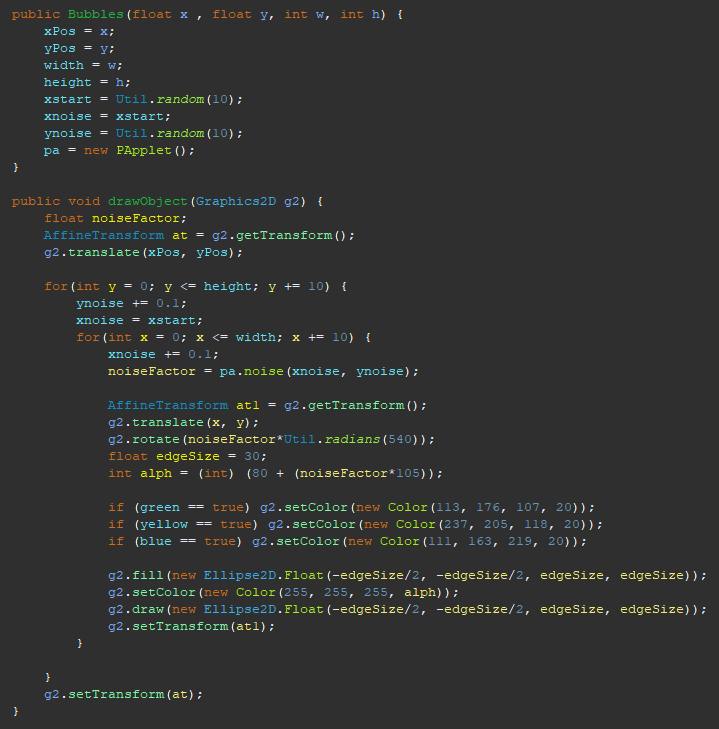 public Bubbles(float x , float y, int w, int h) {
xPos = x;
yPos = y;
width = w;
height = h;
xstart = Util.random(10);
xnoise = xstart;
ynoise = Util.random(10);
pa = new PApplet();
}
public void drawObject(Graphics2D g2) {
float noiseFactor;
AffineTransform at = g2.getTransform();
g2.translate(xPos, yPos);
for(int y = 0; y <= height; y += 10) {
ynoise += 0.1;
xnoise = xstart;
for(int x = 0; x <= width; x += 10) {
xnoise += 0.1;
noiseFactor = pa.noise(xnoise, ynoise);
AffineTransform at1 = g2.getTransform();
g2.translate(x, y);
g2.rotate(noiseFactor*Util.radians(540));
float edgeSize = 30;
int alph = (int) (80 + (noiseFactor*105));
if (green == true) g2.setColor(new Color(113, 176, 107, 20));
if (yellow == true) g2.setColor(new Color(237, 205, 118, 20));
if (blue == true) g2.setColor(new Color(111, 163, 219, 20));
g2.fill(new Ellipse2D.Float(-edgeSize/2, -edgeSize/2, edgeSize, edgeSize));
g2.setColor(new Color(255, 255, 255, alph));
g2.draw(new Ellipse2D.Float(-edgeSize/2, -edgeSize/2, edgeSize, edgeSize));
g2.setTransform(at1);
}
}
g2.setTransform(at);
}